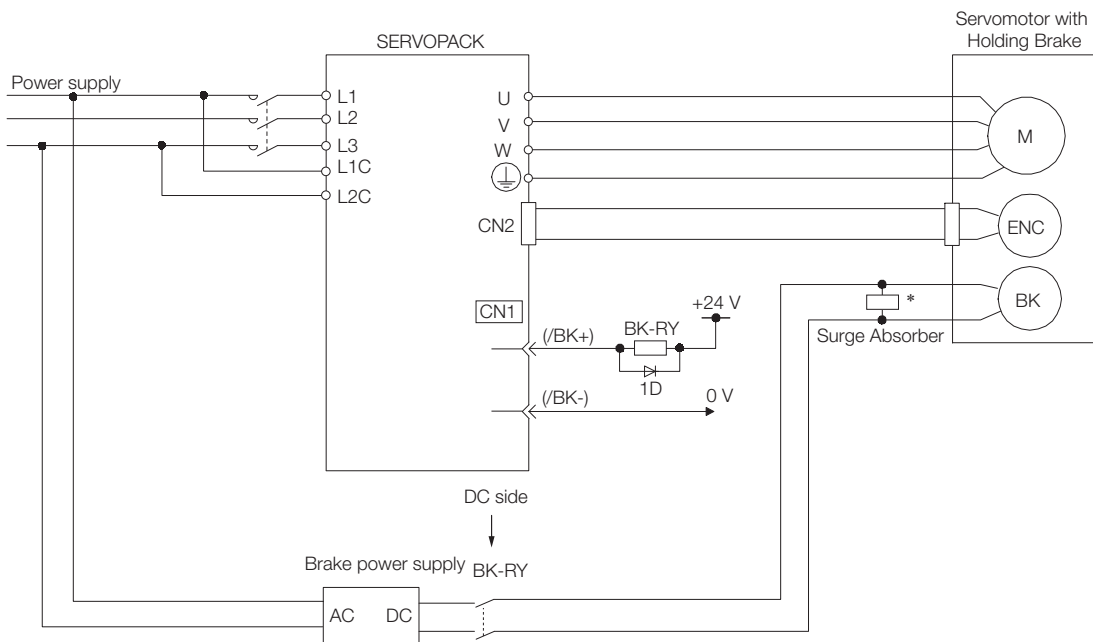 Servomotor with
Holding Brake
SERVOPACK
Power supply
L1
L2
L3
L1C
L2C
U
V
W
M
CN2
ENC
CN1
BK
+24 V
*
(/BK+)
BK-RY
Surge Absorber
1D
(/BK-)
0 V
DC side
Brake power supply
BK-RY
AC
DC